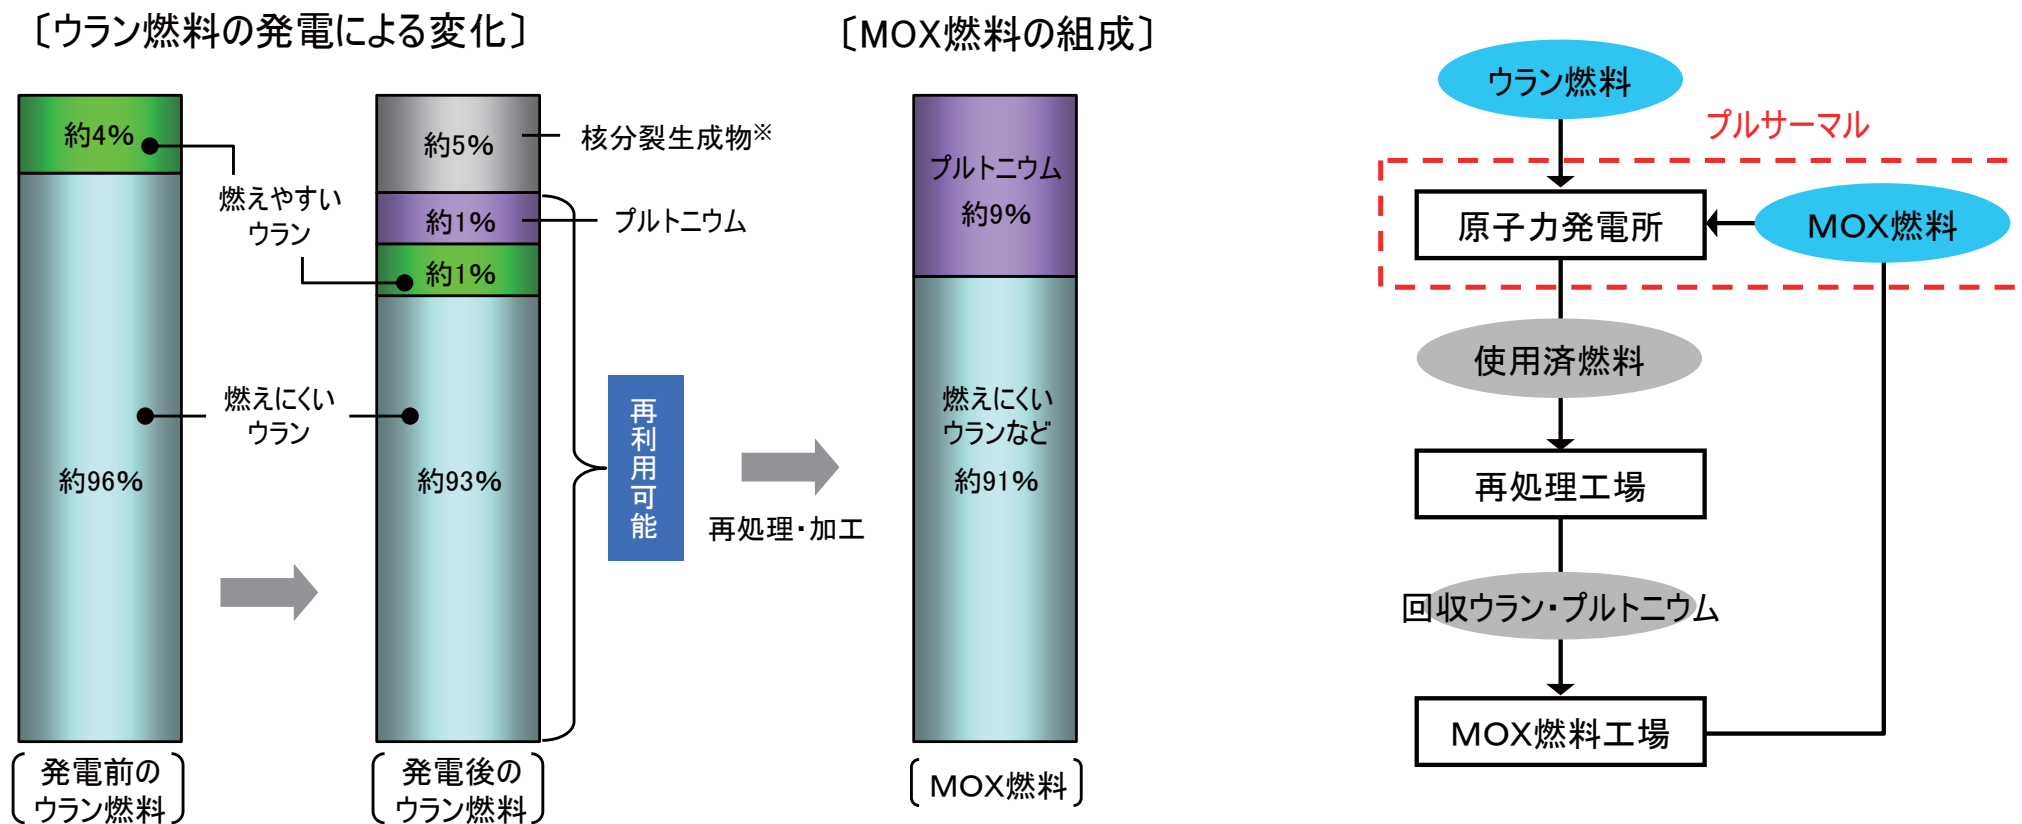 〔ウラン燃料の発電による変化〕
約4%
燃えやすい
ウラン
燃えにくい
ウラン
約96%
発電前の
ウラン燃料
約5%
核分裂生成物※
約1%
プルトニウム
約1%
約93%
再利用可能
発電後の
ウラン燃料
再処理・加工
〔MOX燃料の組成〕
プルトニウム
約9%
燃えにくい
ウランなど
約91%
MOX燃料
ウラン燃料
プルサーマル
原子力発電所
MOX燃料
使用済燃料
再処理工場
回収ウラン・プルトニウム
MOX燃料工場